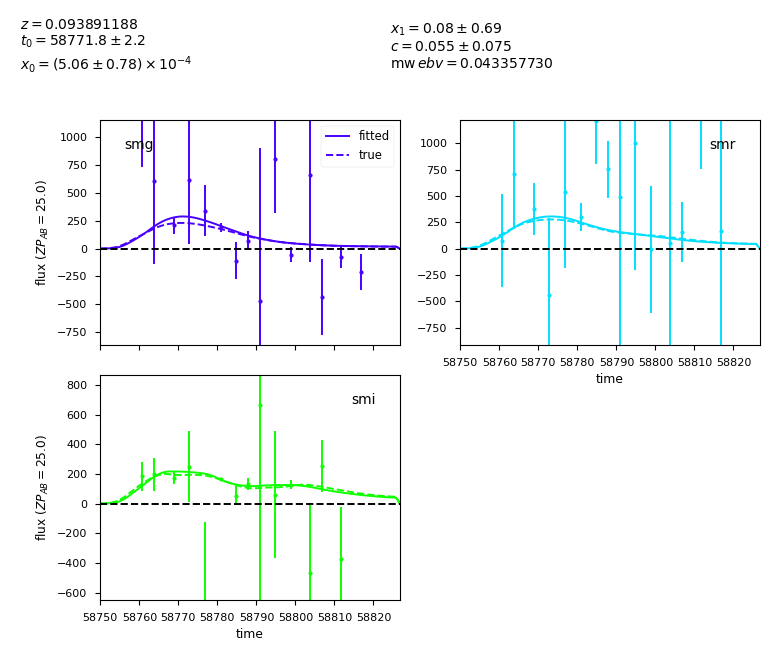 z = 0.093891188
t₀ = 58771.8 ± 2.2
x₀ = (5.06 ± 0.78) × 10⁻⁴
x₁ = 0.08 ± 0.69
c = 0.055 ± 0.075
mw ebv = 0.043357730
smg
fitted
true
1000
750
500
250
0
−250
−500
−750
flux (ZP_AB = 25.0)
smr
1000
750
500
250
0
−250
−500
−750
58750 58760 58770 58780 58790 58800 58810 58820
time
smi
800
600
400
200
0
−200
−400
−600
flux (ZP_AB = 25.0)
58750 58760 58770 58780 58790 58800 58810 58820
time